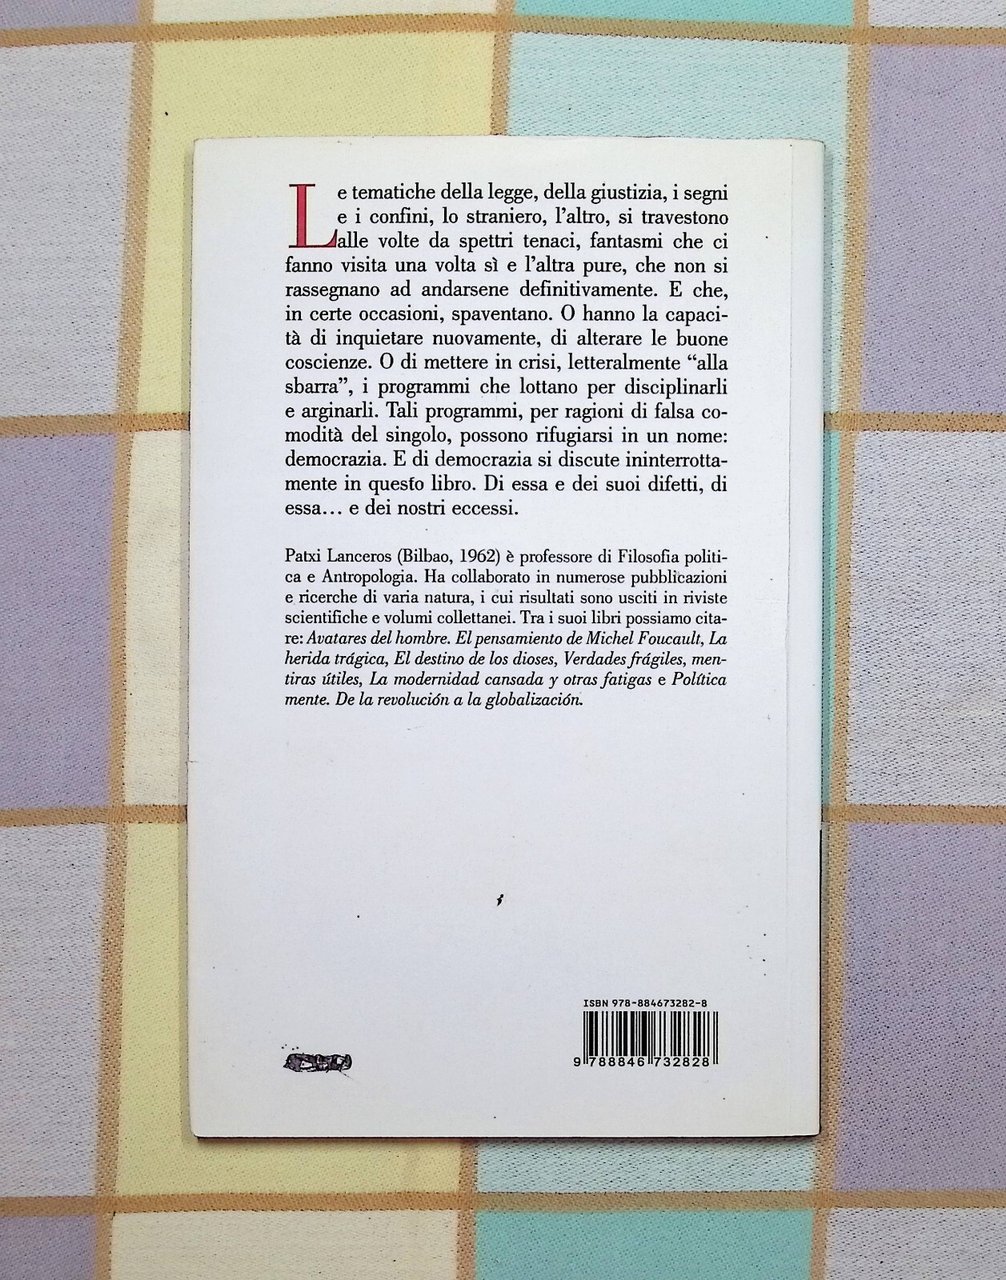 Le tematiche della legge, della giustizia, i segni
e i confini, lo straniero, l'altro, si travestono
alle volte da spettri tenaci, fantasmi che ci
fanno visita una volta sì e l'altra pure, che non si
rassegnano ad andarsene definitivamente. E che,
in certe occasioni, spaventano. O hanno la capaci-
tà di inquietare nuovamente, di alterare le buone
coscienze. O di mettere in crisi, letteralmente “alla
sbarra”, i programmi che lottano per disciplinarli
e arginarli. Tali programmi, per ragioni di falsa co-
modità del singolo, possono rifugiarsi in un nome:
democrazia. E di democrazia si discute ininterrotta-
mente in questo libro. Di essa e dei suoi difetti, di
essa... e dei nostri eccessi.
Patxi Lanceros (Bilbao, 1962) è professore di Filosofia politi-
ca e Antropologia. Ha collaborato in numerose pubblicazioni
e ricerche di varia natura, i cui risultati sono usciti in riviste
scientifiche e volumi collettanei. Tra i suoi libri possiamo cita-
re: Avatares del hombre. El pensamiento de Michel Foucault, La
herida trágica, El destino de los dioses, Verdades frágiles, men-
tiras útiles, La modernidad cansada y otras fatigas e Política
mente. De la revolución a la globalización.
ISBN 978-884673282-8
9 788846 732828